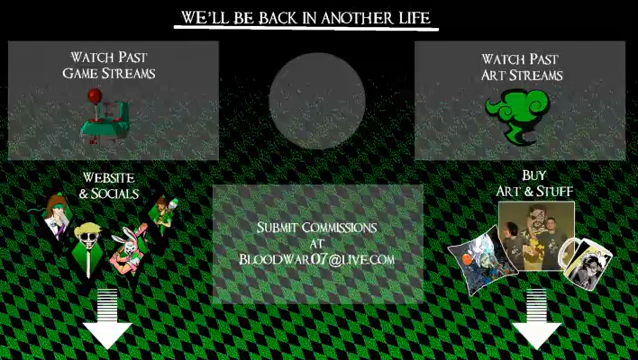 We'll be Back in Another Life
Watch Past
Game Streams
Watch Past
Art Streams
Website
& Socials
Buy
Art & Stuff
Submit Commissions
at
Bloodwar07@live.com